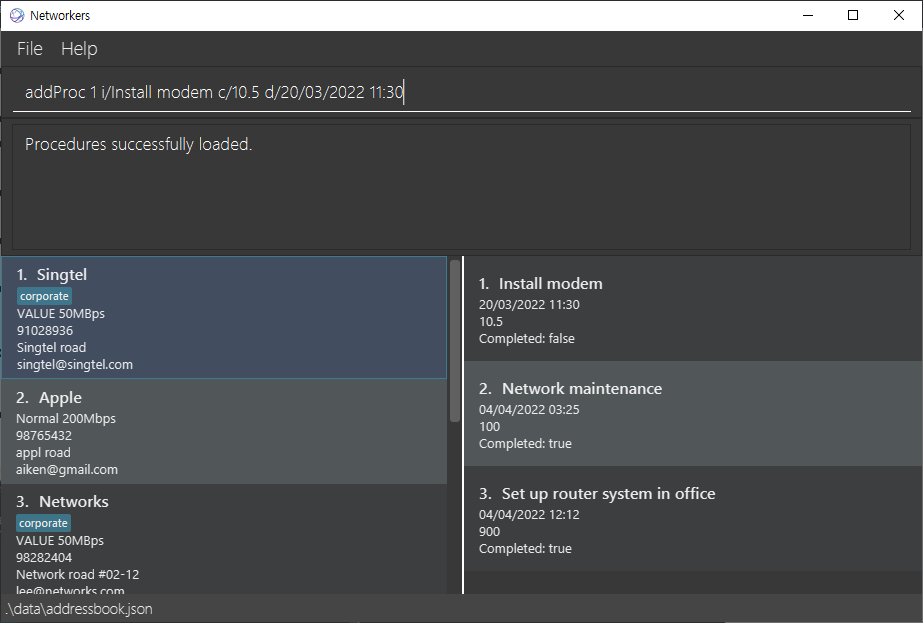 Networkers
File Help
addProc 1 i/Install modem c/10.5 d/20/03/2022 11:30
Procedures successfully loaded.
1. Singtel
corporate
VALUE 50MBps
91028936
Singtel road
singtel@singtel.com
2. Apple
Normal 200Mbps
98765432
appl road
aiken@gmail.com
3. Networks
corporate
VALUE 50MBps
98282404
Network road #02-12
lee@networks.com
1. Install modem
20/03/2022 11:30
10.5
Completed: false
2. Network maintenance
04/04/2022 03:25
100
Completed: true
3. Set up router system in office
04/04/2022 12:12
900
Completed: true
.\data\addressbook.json